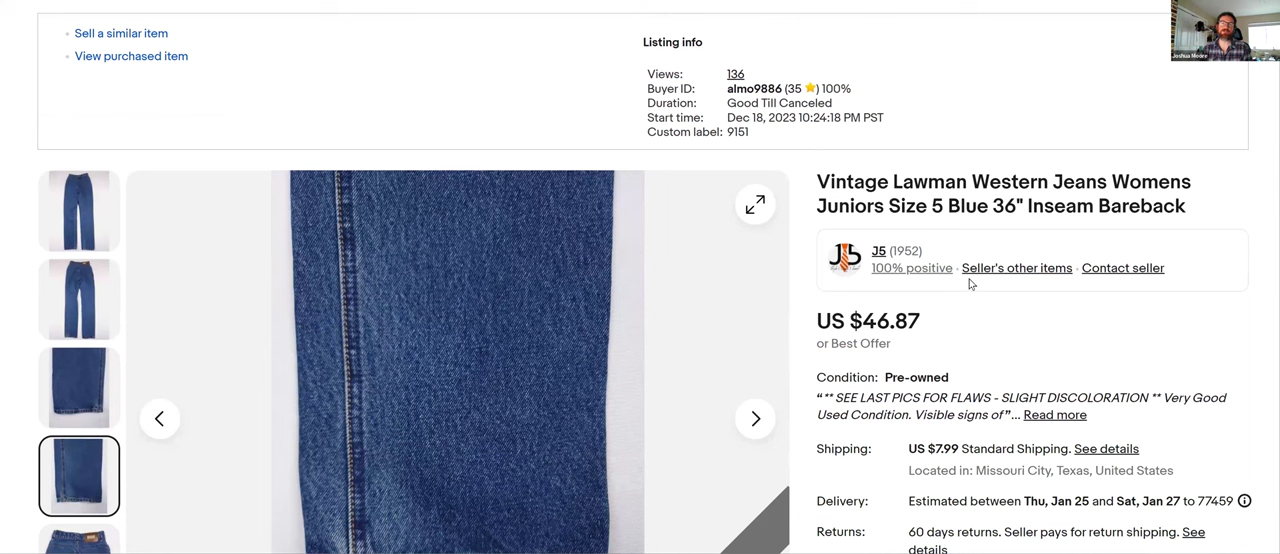 Sell a similar item
View purchased item
Listing info
Views: 136
Buyer ID: almo9886 (35 ) 100%
Duration: Good Till Canceled
Start time: Dec 18, 2023 10:24:18 PM PST
Custom label: 9151
Joshua Moore
Vintage Lawman Western Jeans Womens
Juniors Size 5 Blue 36" Inseam Bareback
J5
J5 (1952)
100% positive · Seller's other items · Contact seller
US $46.87
or Best Offer
Condition: Pre-owned
“** SEE LAST PICS FOR FLAWS - SLIGHT DISCOLORATION ** Very Good
Used Condition. Visible signs of”... Read more
Shipping: US $7.99 Standard Shipping. See details
Located in: Missouri City, Texas, United States
Delivery: Estimated between Thu, Jan 25 and Sat, Jan 27 to 77459
Returns: 60 days returns. Seller pays for return shipping. See
details